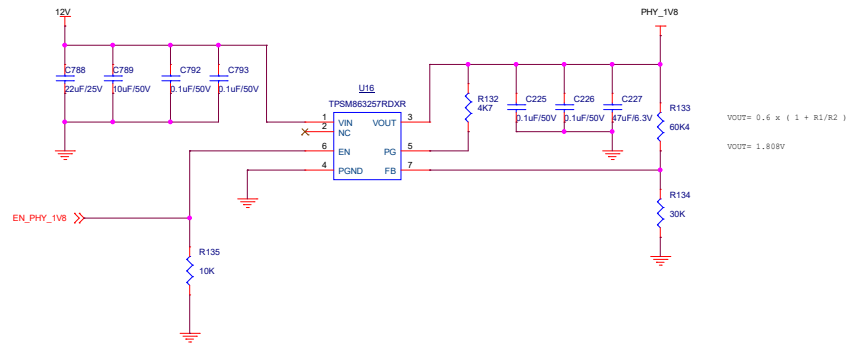 12V
PHY_1V8
C788
22uF/25V
C789
10uF/50V
C792
0.1uF/50V
C793
0.1uF/50V
U16
TPSM863257RDXR
1 VIN VOUT 3
2 NC
6 EN PG 5
4 PGND FB 7
R132
4K7
C225
0.1uF/50V
C226
0.1uF/50V
C227
47uF/6.3V
R133
60K4
VOUT= 0.6 x ( 1 + R1/R2 )
VOUT= 1.808V
R134
30K
EN_PHY_1V8
R135
10K